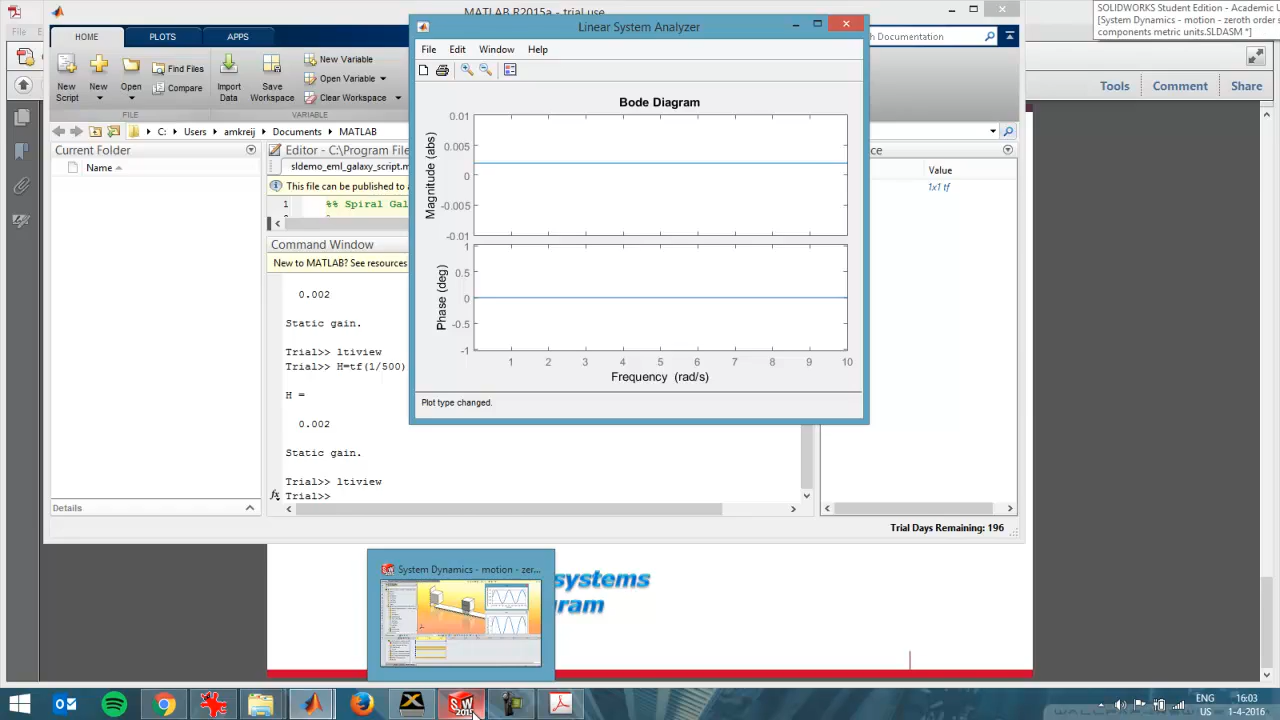 MATLAB R2015a - trial use
Linear System Analyzer
SOLIDWORKS Student Edition - Academic
[System Dynamics - motion - zeroth order s
components metric units.SLDASM *]
HOME
PLOTS
APPS
File
Edit
Window
Help
Documentation
New Script
New
Open
Find Files
Compare
Import Data
Save Workspace
New Variable
Open Variable
Clear Workspace
FILE
VARIABLE
Tools
Comment
Share
C:
Users
amkreij
Documents
MATLAB
Current Folder
Editor - C:\Program F
Name
sldemo_eml_galaxy_script.m
This file can be published to a
1
%% Spiral Gal
Command Window
New to MATLAB? See resources
0.002
Static gain.
Trial>> ltiview
Trial>> H=tf(1/500)
H =
0.002
Static gain.
Trial>> ltiview
Trial>>
Bode Diagram
Magnitude (abs)
0.01
0.005
0
-0.005
-0.01
Phase (deg)
1
0.5
0
-0.5
-1
1 2 3 4 5 6 7 8 9 10
Frequency (rad/s)
Plot type changed.
ce
Value
1x1 tf
Details
Trial Days Remaining: 196
System Dynamics - motion - zer...
systems
gram
ENG
US
16:03
1-4-2016